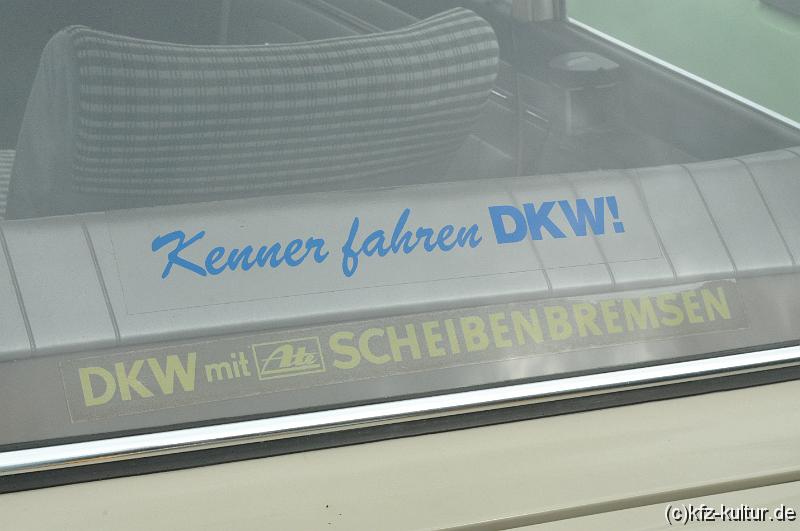 Kenner fahren DKW!
DKW mit Ate SCHEIBENBREMSEN
(c)kfz-kultur.de